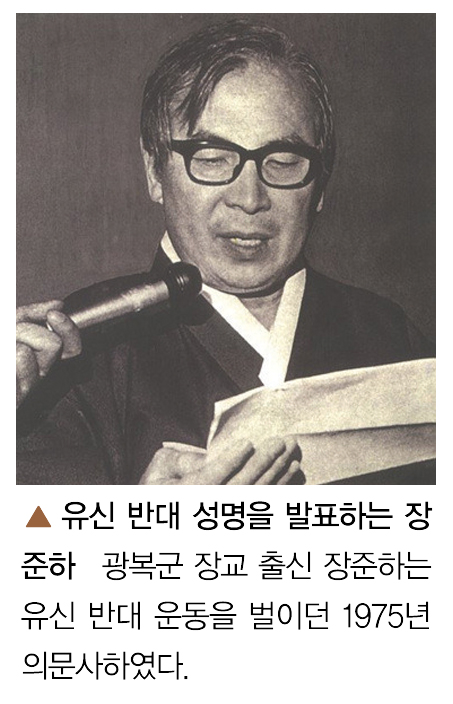 ▲ 유신 반대 성명을 발표하는 장
준하 광복군 장교 출신 장준하는
유신 반대 운동을 벌이던 1975년
의문사하였다.